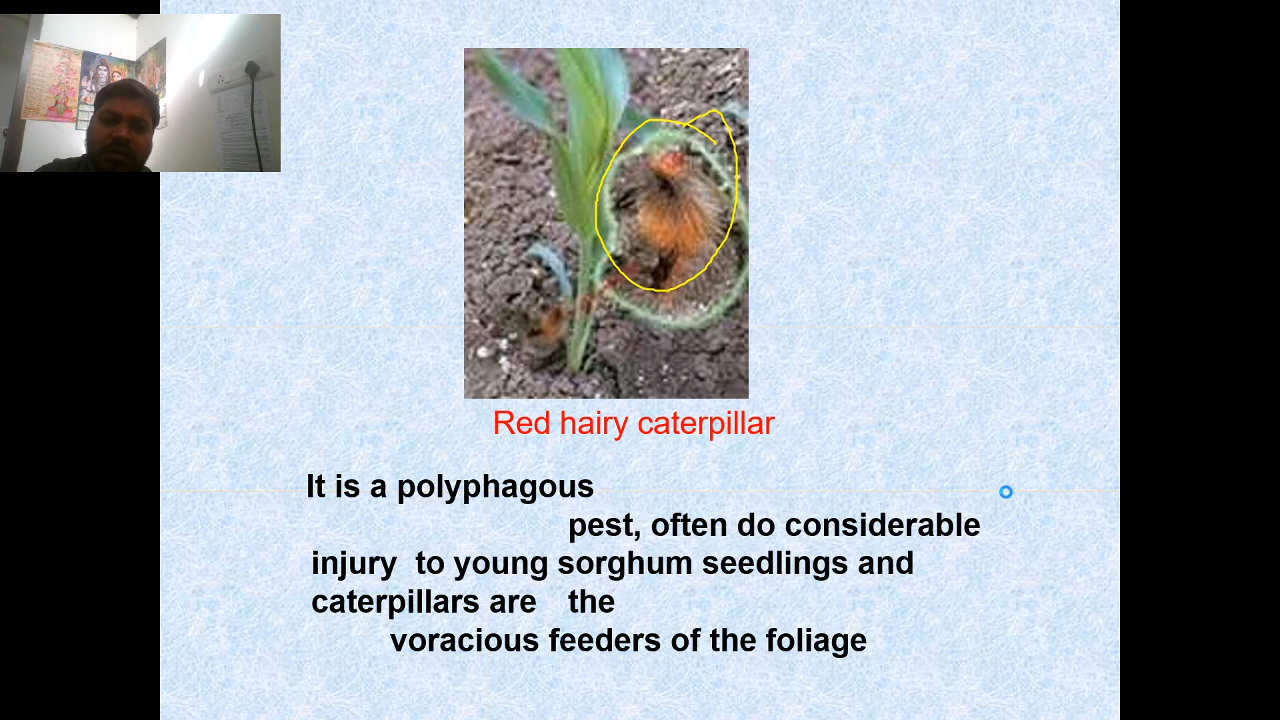 Red hairy caterpillar
It is a polyphagous
pest, often do considerable
injury to young sorghum seedlings and
caterpillars are the
voracious feeders of the foliage